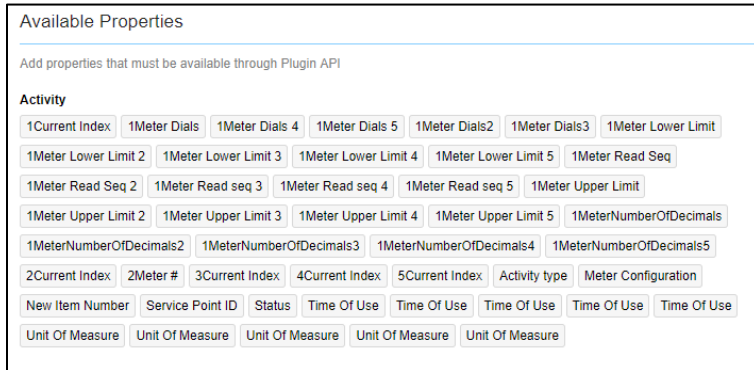 Available Properties
Add properties that must be available through Plugin API
Activity
1Current Index 1Meter Dials 1Meter Dials 4 1Meter Dials 5 1Meter Dials2 1Meter Dials3 1Meter Lower Limit
1Meter Lower Limit 2 1Meter Lower Limit 3 1Meter Lower Limit 4 1Meter Lower Limit 5 1Meter Read Seq
1Meter Read Seq 2 1Meter Read seq 3 1Meter Read seq 4 1Meter Read seq 5 1Meter Upper Limit
1Meter Upper Limit 2 1Meter Upper Limit 3 1Meter Upper Limit 4 1Meter Upper Limit 5 1MeterNumberOfDecimals
1MeterNumberOfDecimals2 1MeterNumberOfDecimals3 1MeterNumberOfDecimals4 1MeterNumberOfDecimals5
2Current Index 2Meter # 3Current Index 4Current Index 5Current Index Activity type Meter Configuration
New Item Number Service Point ID Status Time Of Use Time Of Use Time Of Use Time Of Use Time Of Use
Unit Of Measure Unit Of Measure Unit Of Measure Unit Of Measure Unit Of Measure